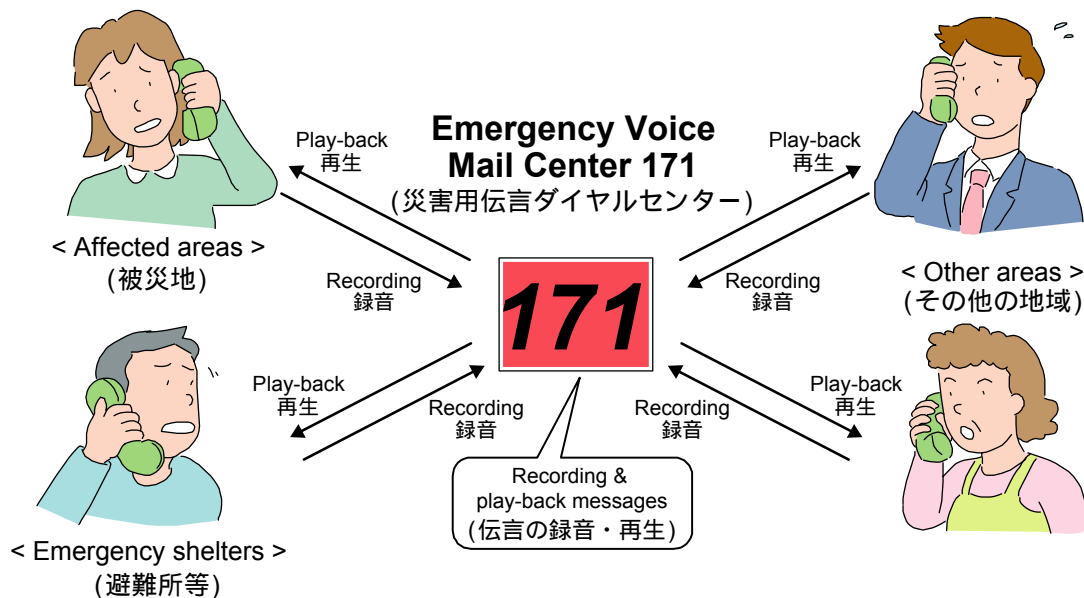 Emergency Voice
Mail Center 171
(災害用伝言ダイヤルセンター)
Play-back
再生
Recording
録音
< Affected areas >
(被災地)
Play-back
再生
Recording
録音
< Other areas >
(その他の地域)
171
Play-back
再生
Recording
録音
< Emergency shelters >
(避難所等)
Recording
録音
Play-back
再生
Recording &
play-back messages
(伝言の録音・再生)